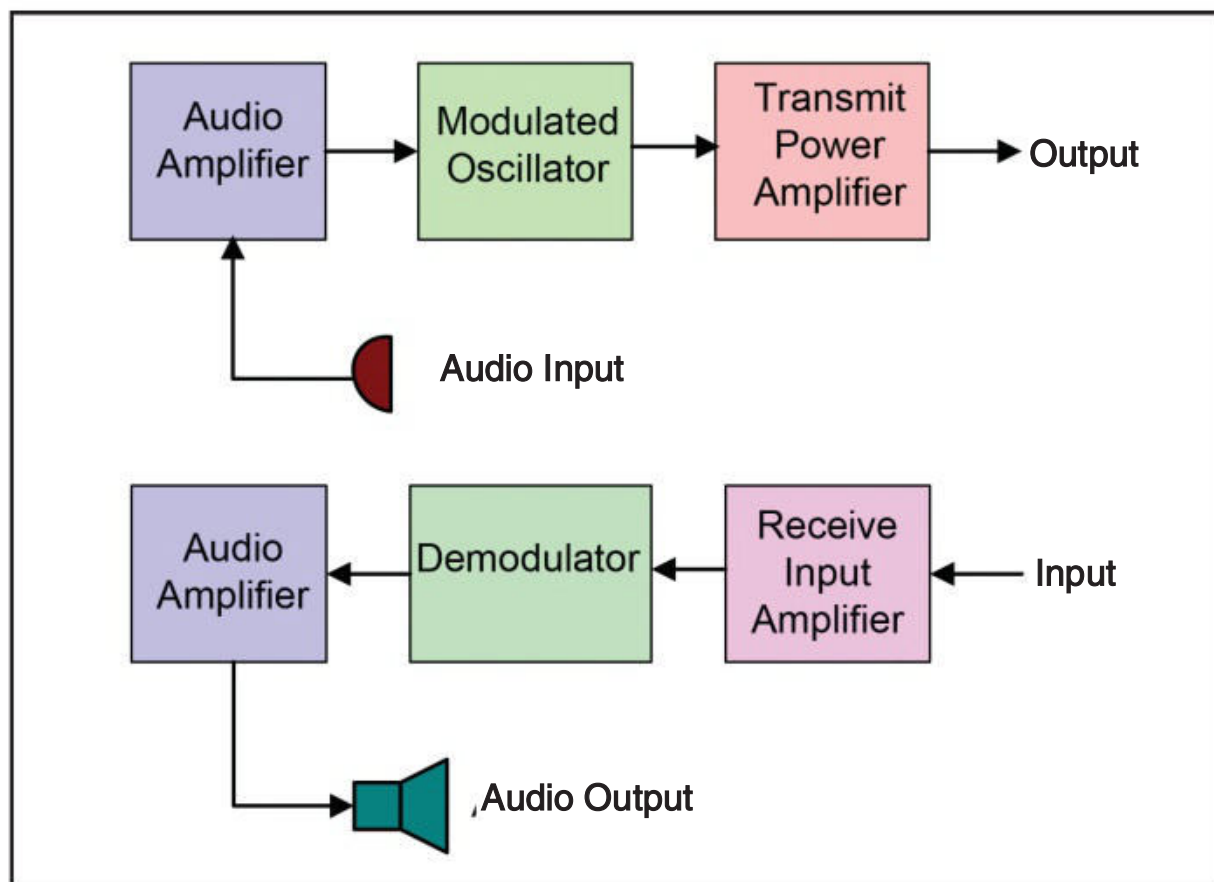 Audio
Amplifier
Modulated
Oscillator
Transmit
Power
Amplifier
Output
Audio Input
Audio
Amplifier
Demodulator
Receive
Input
Amplifier
Input
Audio Output